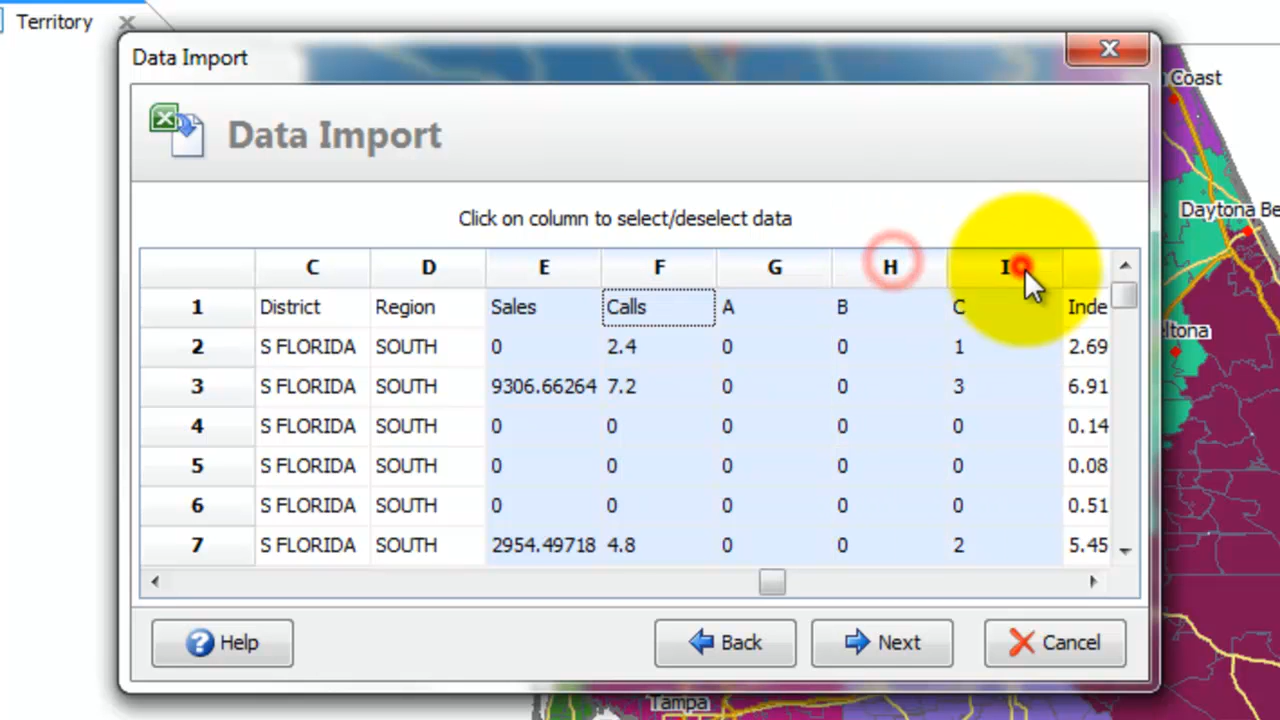 Territory
Data Import
Coast
Data Import
Click on column to select/deselect data
Daytona Be
C D E F G H I
1 District Region Sales Calls A B C Inde
2 S FLORIDA SOUTH 0 2.4 0 0 1 2.69
ltona
3 S FLORIDA SOUTH 9306.66264 7.2 0 0 3 6.91
4 S FLORIDA SOUTH 0 0 0 0 0 0.14
5 S FLORIDA SOUTH 0 0 0 0 0 0.08
6 S FLORIDA SOUTH 0 0 0 0 0 0.51
7 S FLORIDA SOUTH 2954.49718 4.8 0 0 2 5.45
Help Back Next Cancel
Tampa